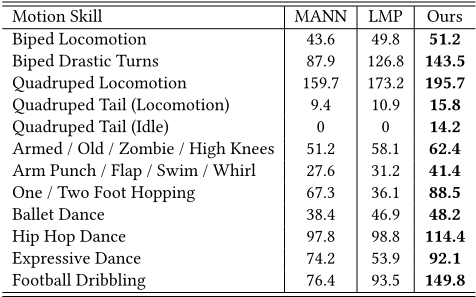 Motion Skill MANN LMP Ours
Biped Locomotion 43.6 49.8 51.2
Biped Drastic Turns 87.9 126.8 143.5
Quadruped Locomotion 159.7 173.2 195.7
Quadruped Tail (Locomotion) 9.4 10.9 15.8
Quadruped Tail (Idle) 0 0 14.2
Armed / Old / Zombie / High Knees 51.2 58.1 62.4
Arm Punch / Flap / Swim / Whirl 27.6 31.2 41.4
One / Two Foot Hopping 67.3 36.1 88.5
Ballet Dance 38.4 46.9 48.2
Hip Hop Dance 97.8 98.8 114.4
Expressive Dance 74.2 53.9 92.1
Football Dribbling 76.4 93.5 149.8